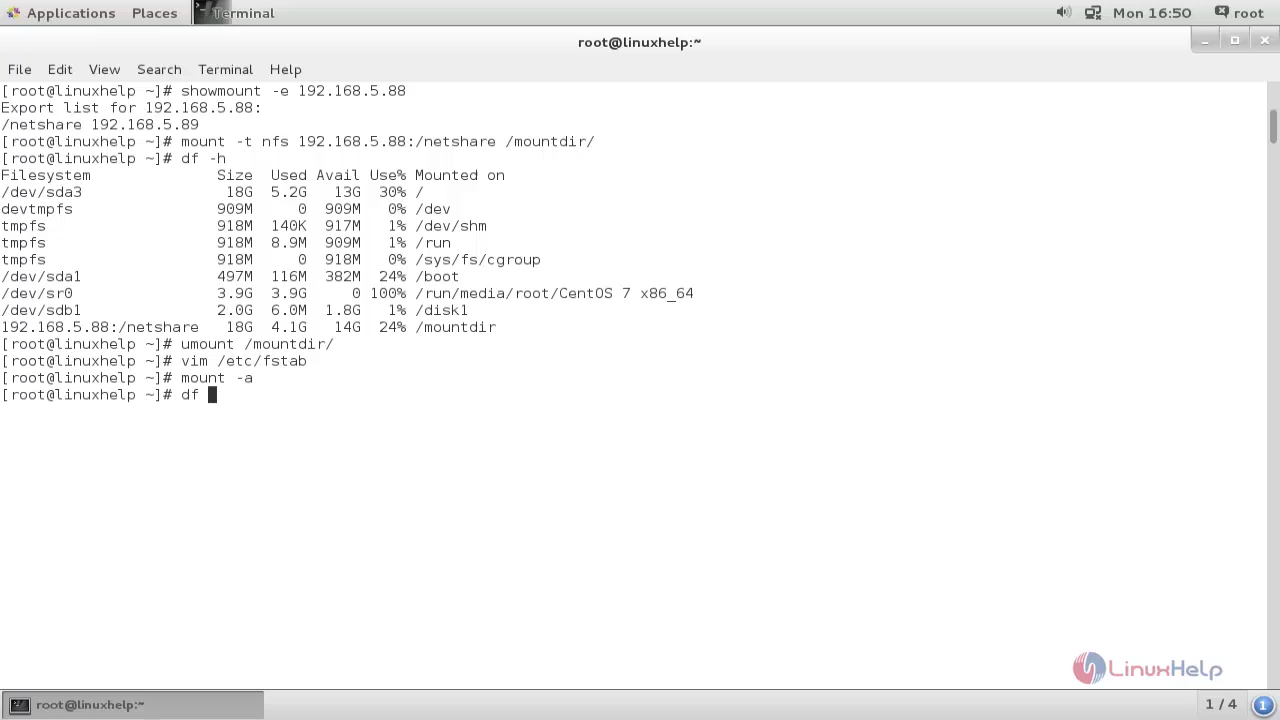 Applications Places Terminal Mon 16:50 root
root@linuxhelp:~
File Edit View Search Terminal Help
[root@linuxhelp ~]# showmount -e 192.168.5.88
Export list for 192.168.5.88:
/netshare 192.168.5.89
[root@linuxhelp ~]# mount -t nfs 192.168.5.88:/netshare /mountdir/
[root@linuxhelp ~]# df -h
Filesystem Size Used Avail Use% Mounted on
/dev/sda3 18G 5.2G 13G 30% /
devtmpfs 909M 0 909M 0% /dev
tmpfs 918M 140K 917M 1% /dev/shm
tmpfs 918M 8.9M 909M 1% /run
tmpfs 918M 0 918M 0% /sys/fs/cgroup
/dev/sda1 497M 116M 382M 24% /boot
/dev/sr0 3.9G 3.9G 0 100% /run/media/root/CentOS 7 x86_64
/dev/sdb1 2.0G 6.0M 1.8G 1% /disk1
192.168.5.88:/netshare 18G 4.1G 14G 24% /mountdir
[root@linuxhelp ~]# umount /mountdir/
[root@linuxhelp ~]# vim /etc/fstab
[root@linuxhelp ~]# mount -a
[root@linuxhelp ~]# df
LinuxHelp
root@linuxhelp:~ 1 / 4 1